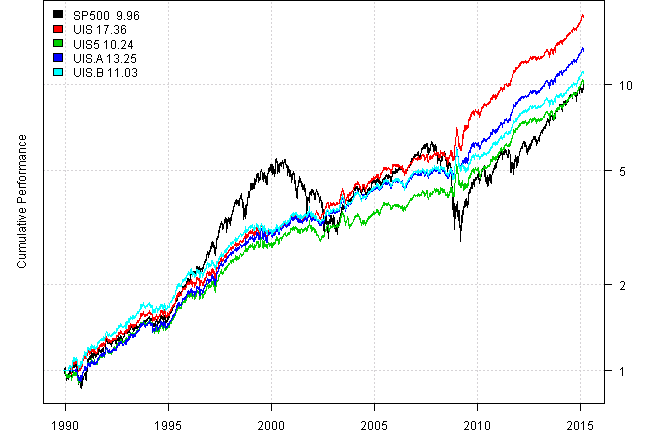 SP500 9.96
UIS 17.36
UIS5 10.24
UIS.A 13.25
UIS.B 11.03
Cumulative Performance
10
5
2
1
1990 1995 2000 2005 2010 2015